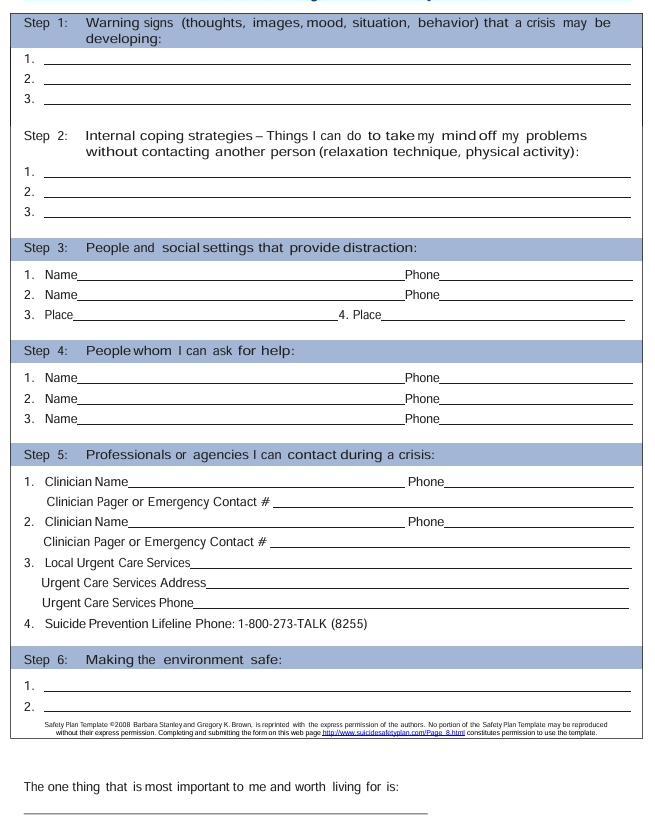 Step 1: Warning signs (thoughts, images, mood, situation, behavior) that a crisis may be
developing:
1.
2.
3.
Step 2: Internal coping strategies – Things I can do to take my mind off my problems
without contacting another person (relaxation technique, physical activity):
1.
2.
3.
Step 3: People and social settings that provide distraction:
1. Name Phone
2. Name Phone
3. Place 4. Place
Step 4: People whom I can ask for help:
1. Name Phone
2. Name Phone
3. Name Phone
Step 5: Professionals or agencies I can contact during a crisis:
1. Clinician Name Phone
Clinician Pager or Emergency Contact #
2. Clinician Name Phone
Clinician Pager or Emergency Contact #
3. Local Urgent Care Services
Urgent Care Services Address
Urgent Care Services Phone
4. Suicide Prevention Lifeline Phone: 1-800-273-TALK (8255)
Step 6: Making the environment safe:
1.
2.
Safety Plan Template ©2008 Barbara Stanley and Gregory K. Brown, is reprinted with the express permission of the authors. No portion of the Safety Plan Template may be reproduced
without their express permission. Completing and submitting the form on this web page http://www.suicidesafetyplan.com/Page_8.html constitutes permission to use the template.
The one thing that is most important to me and worth living for is: